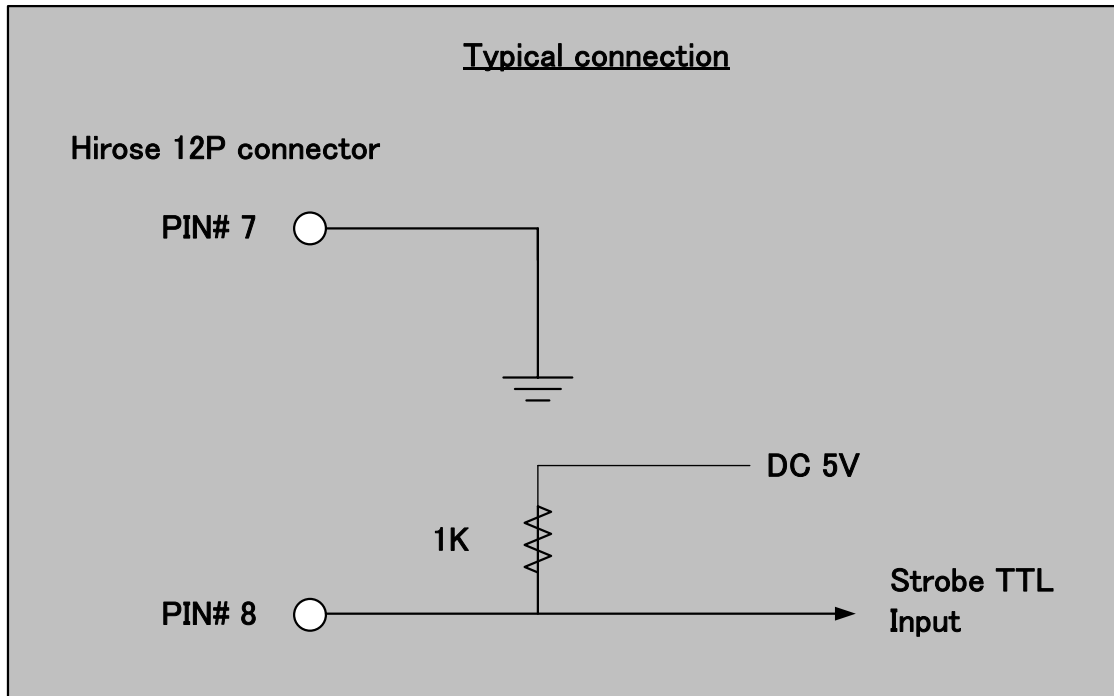 Typical connection
Hirose 12P connector
PIN# 7
DC 5V
1K
Strobe TTL
Input
PIN# 8